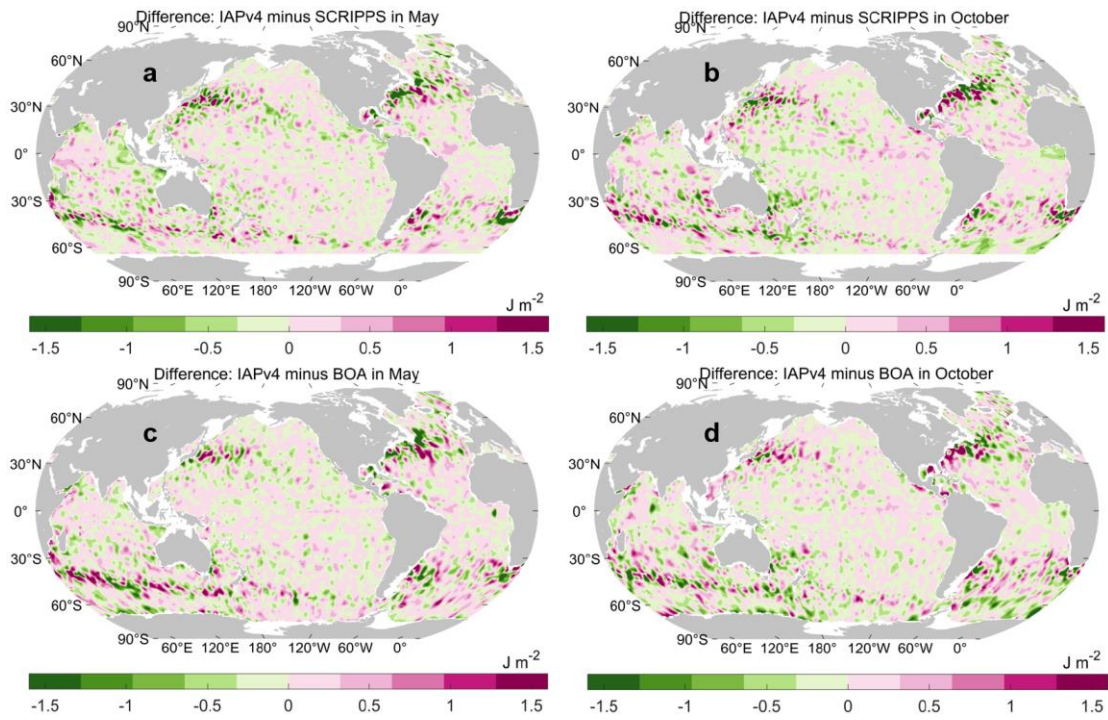 Difference: IAPv4 minus SCRIPPS in May
90°N
60°N
a
30°N
0°
30°S
60°S
90°S
60°E 120°E 180° 120°W 60°W 0°
J m-2
-1.5 -1 -0.5 0 0.5 1 1.5
Difference: IAPv4 minus SCRIPPS in October
90°N
60°N
b
30°N
0°
30°S
60°S
90°S
60°E 120°E 180° 120°W 60°W 0°
J m-2
-1.5 -1 -0.5 0 0.5 1 1.5
Difference: IAPv4 minus BOA in May
90°N
60°N
c
30°N
0°
30°S
60°S
90°S
60°E 120°E 180° 120°W 60°W 0°
J m-2
-1.5 -1 -0.5 0 0.5 1 1.5
Difference: IAPv4 minus BOA in October
90°N
60°N
d
30°N
0°
30°S
60°S
90°S
60°E 120°E 180° 120°W 60°W 0°
J m-2
-1.5 -1 -0.5 0 0.5 1 1.5